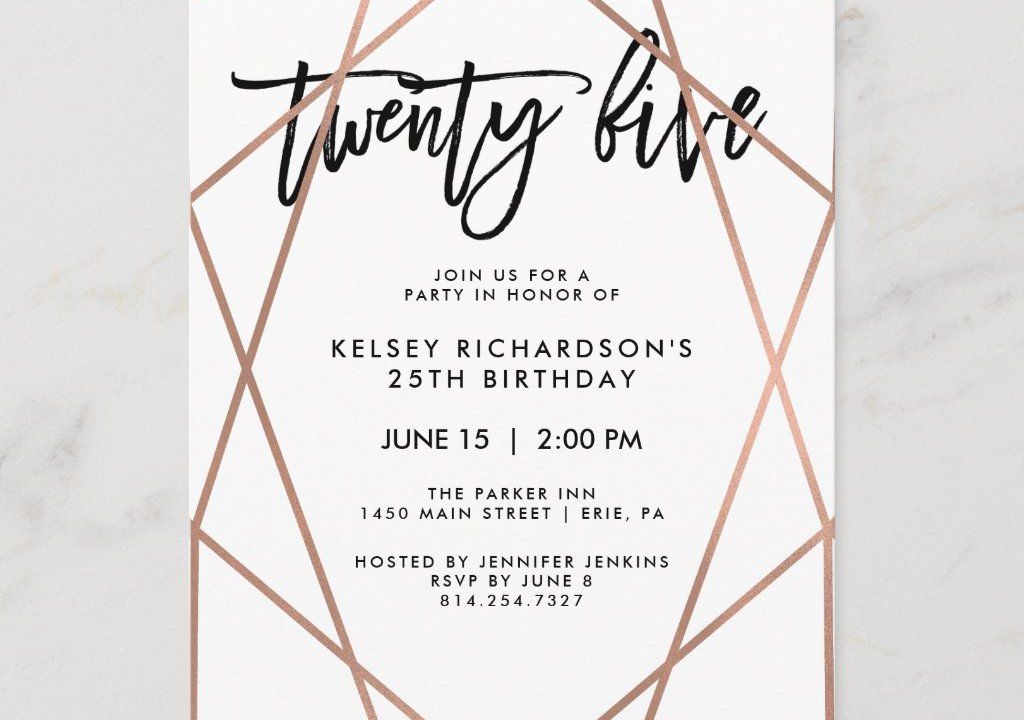 twenty five
JOIN US FOR A
PARTY IN HONOR OF
KELSEY RICHARDSON'S
25TH BIRTHDAY
JUNE 15 | 2:00 PM
THE PARKER INN
1450 MAIN STREET | ERIE, PA
HOSTED BY JENNIFER JENKINS
RSVP BY JUNE 8
814.254.7327